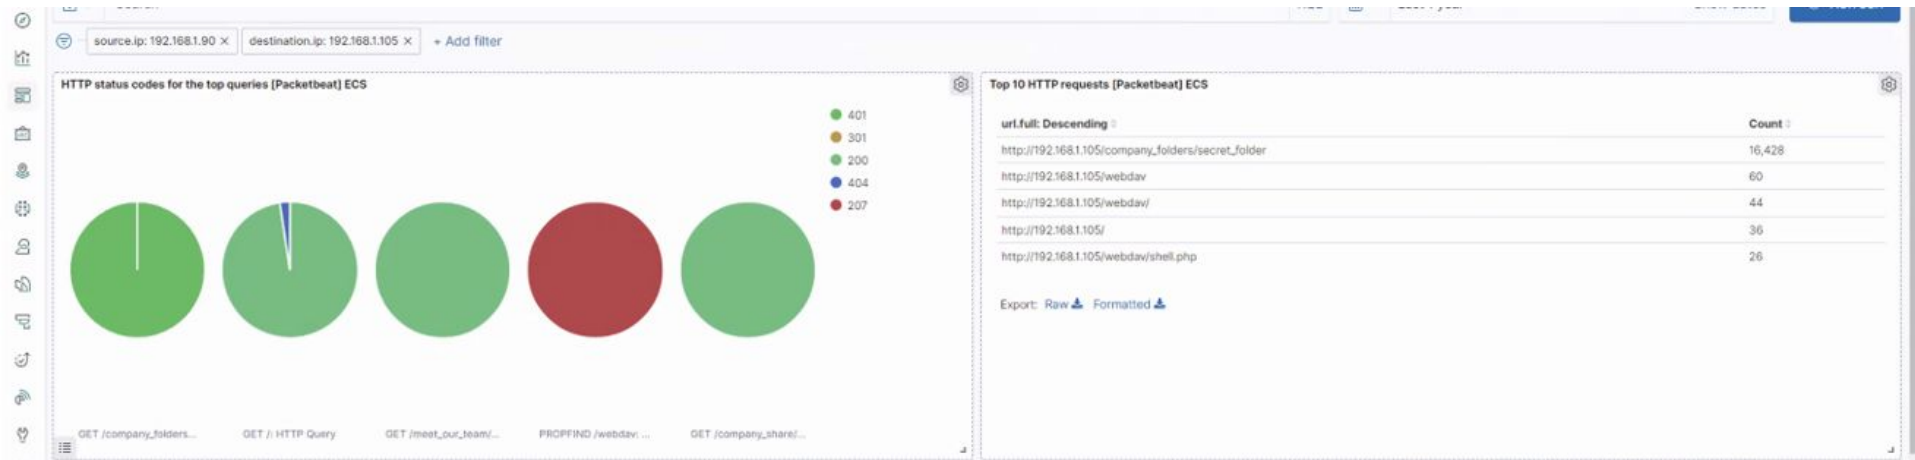 source.ip: 192.168.1.90 × destination.ip: 192.168.1.105 × + Add filter
HTTP status codes for the top queries [Packetbeat] ECS
401
301
200
404
207
GET /company_folders... GET /: HTTP Query GET /meet_our_team/... PROPFIND /webdav: ... GET /company_share/...
Top 10 HTTP requests [Packetbeat] ECS
url.full: Descending Count
http://192.168.1.105/company_folders/secret_folder 16,428
http://192.168.1.105/webdav 60
http://192.168.1.105/webdav/ 44
http://192.168.1.105/ 36
http://192.168.1.105/webdav/shell.php 26
Export: Raw Formatted